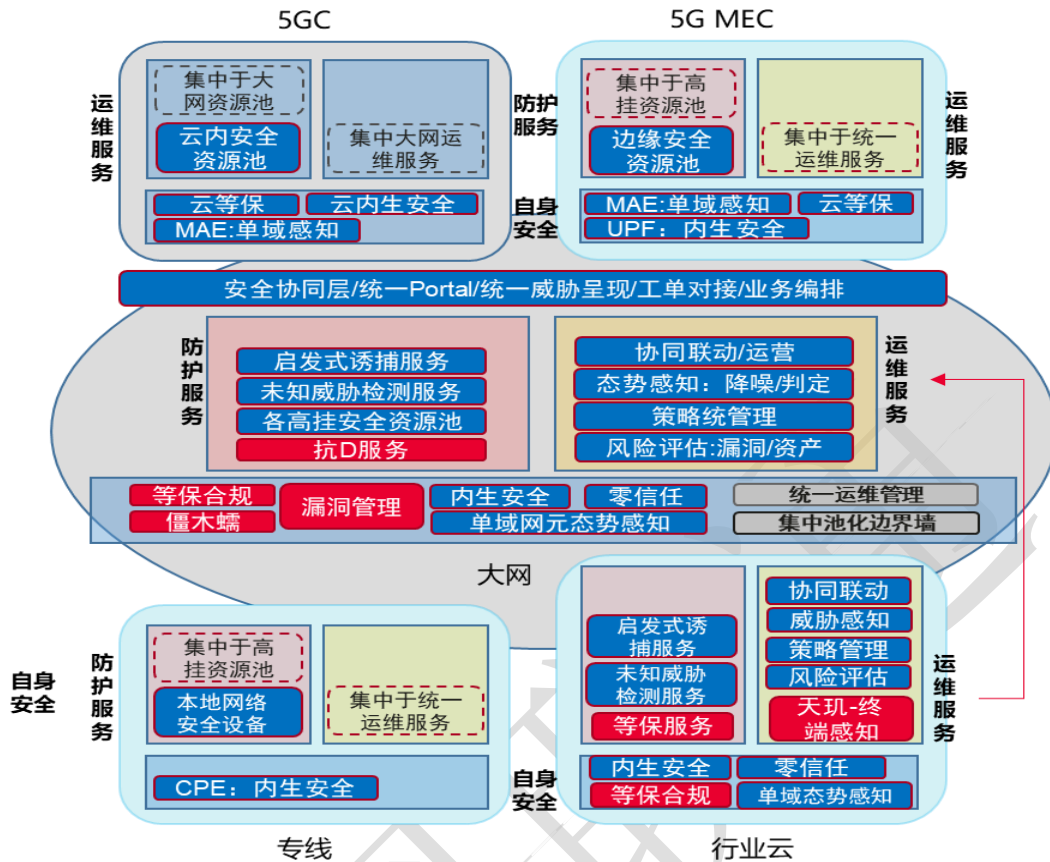 5GC
5G MEC
运维服务
集中于大
网资源池
云内安全
资源池
集中大网运
维服务
云等保
云内生安全
MAE:单域感知
防护
服务
自身
安全
集中于高
挂资源池
边缘安全
资源池
集中于统一
运维服务
运维服务
MAE:单域感知
云等保
UPF：内生安全
安全协同层/统一Portal/统一威胁呈现/工单对接/业务编排
防护服务
启发式诱捕服务
未知威胁检测服务
各高挂安全资源池
抗D服务
协同联动/运营
态势感知：降噪/判定
策略统管理
风险评估:漏洞/资产
运维服务
等保合规
僵木蠕
漏洞管理
内生安全
零信任
单域网元态势感知
统一运维管理
集中池化边界墙
大网
自身
安全
防护服务
集中于高
挂资源池
本地网络
安全设备
集中于统一
运维服务
CPE：内生安全
专线
启发式诱
捕服务
未知威胁
检测服务
等保服务
协同联动
威胁感知
策略管理
风险评估
天玑-终
端感知
运维服务
自身
安全
内生安全
零信任
等保合规
单域态势感知
行业云